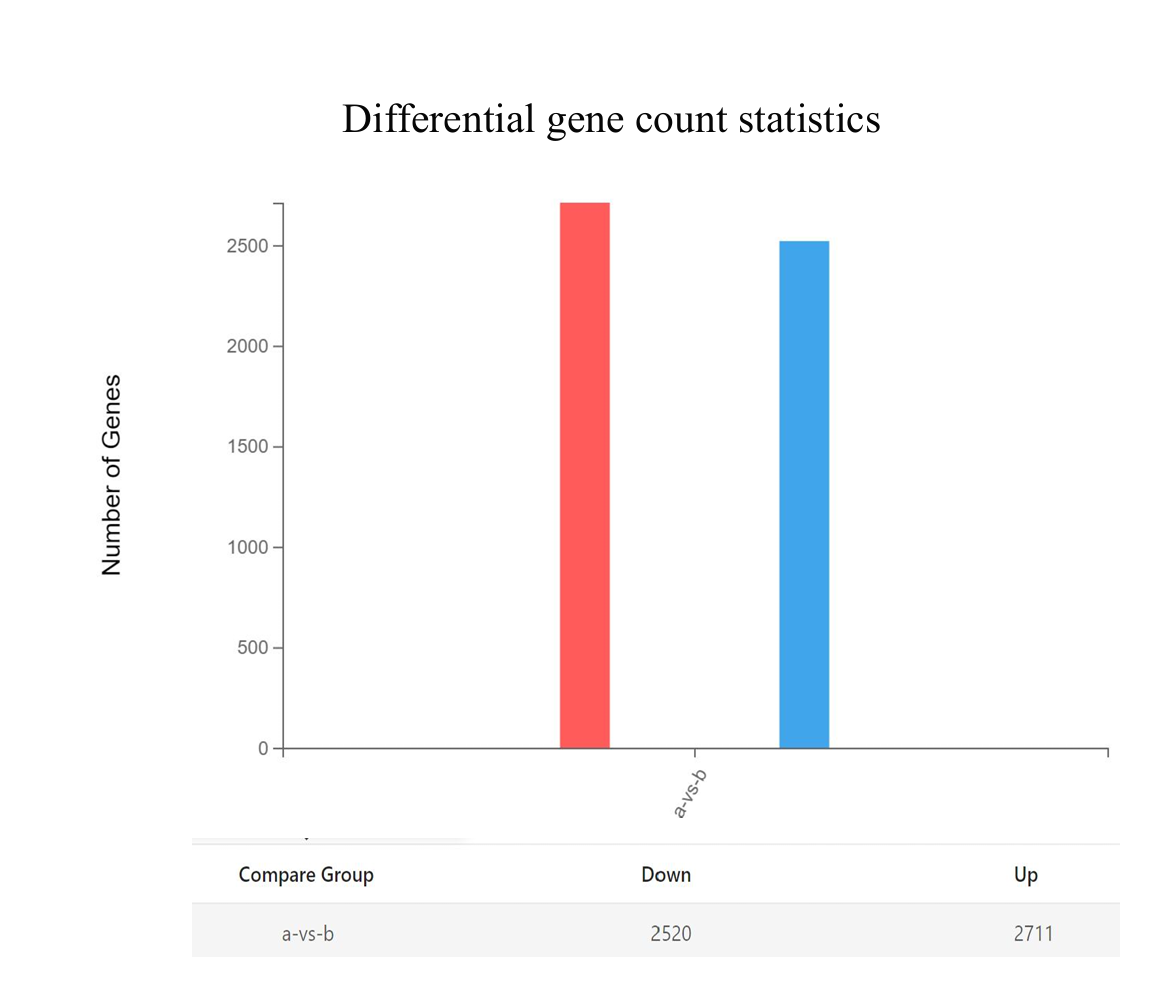 Differential gene count statistics
Number of Genes
2500
2000
1500
1000
500
0
a-vs-b
Compare Group Down Up
a-vs-b 2520 2711